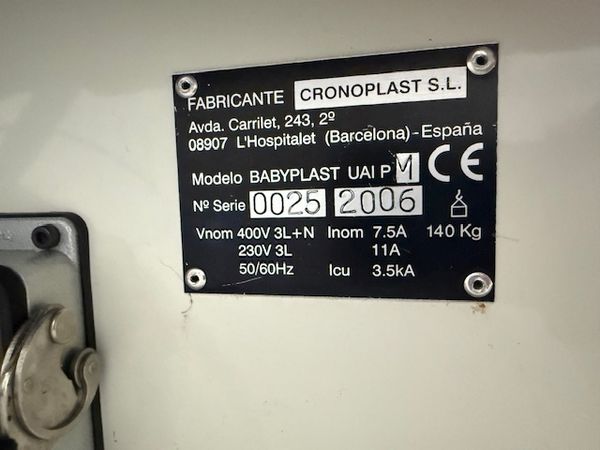 FABRICANTE CRONOPLAST S.L.
Avda. Carrilet, 243, 2º
08907 L'Hospitalet (Barcelona) - España
Modelo BABYPLAST UAI P M CE
Nº Serie 0025 2006
Vnom 400V 3L+N Inom 7.5A 140 Kg
230V 3L 11A
50/60Hz Icu 3.5kA